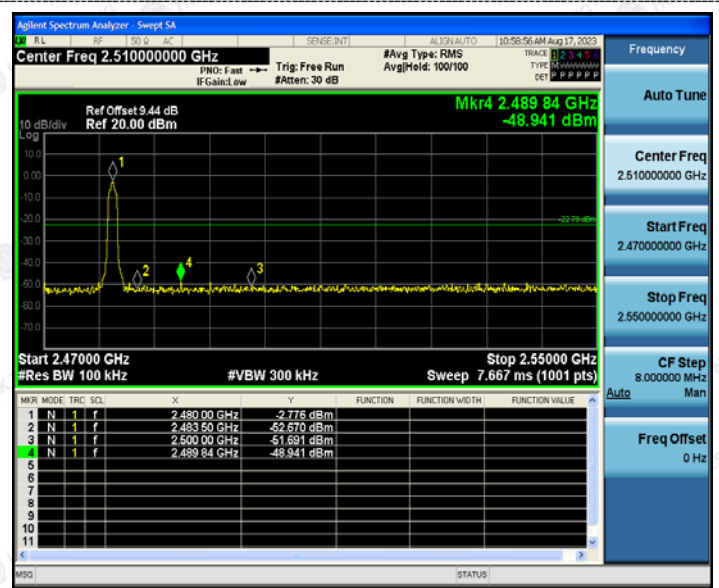 Agilent Spectrum Analyzer - Swept SA
RL RF 50 Ω AC SENSE:INT ALIGN AUTO 10:58:56 AM Aug 17, 2023
Center Freq 2.510000000 GHz #Avg Type: RMS TRACE 1 2 3 4 5 6
PNO: Fast Trig: Free Run Avg|Hold: 100/100 TYPE M
IFGain:Low #Atten: 30 dB DET P P P P P P
Frequency
Auto Tune
Center Freq
2.510000000 GHz
Start Freq
2.470000000 GHz
Stop Freq
2.550000000 GHz
CF Step
8.000000 MHz
Auto Man
Freq Offset
0 Hz
Mkr4 2.489 84 GHz
-48.941 dBm
Ref Offset 9.44 dB
10 dB/div Ref 20.00 dBm
Log
10.0
0.00
-10.0
-20.0
-30.0
-40.0
-50.0
-60.0
-70.0
1
2
4
3
-22.78 dBm
Start 2.47000 GHz Stop 2.55000 GHz
#Res BW 100 kHz #VBW 300 kHz Sweep 7.667 ms (1001 pts)
MKR MODE TRC SCL X Y FUNCTION FUNCTION WIDTH FUNCTION VALUE
1 N 1 f 2.480 00 GHz -2.776 dBm
2 N 1 f 2.483 50 GHz -52.670 dBm
3 N 1 f 2.500 00 GHz -51.691 dBm
4 N 1 f 2.489 84 GHz -48.941 dBm
5
6
7
8
9
10
11
MSG STATUS